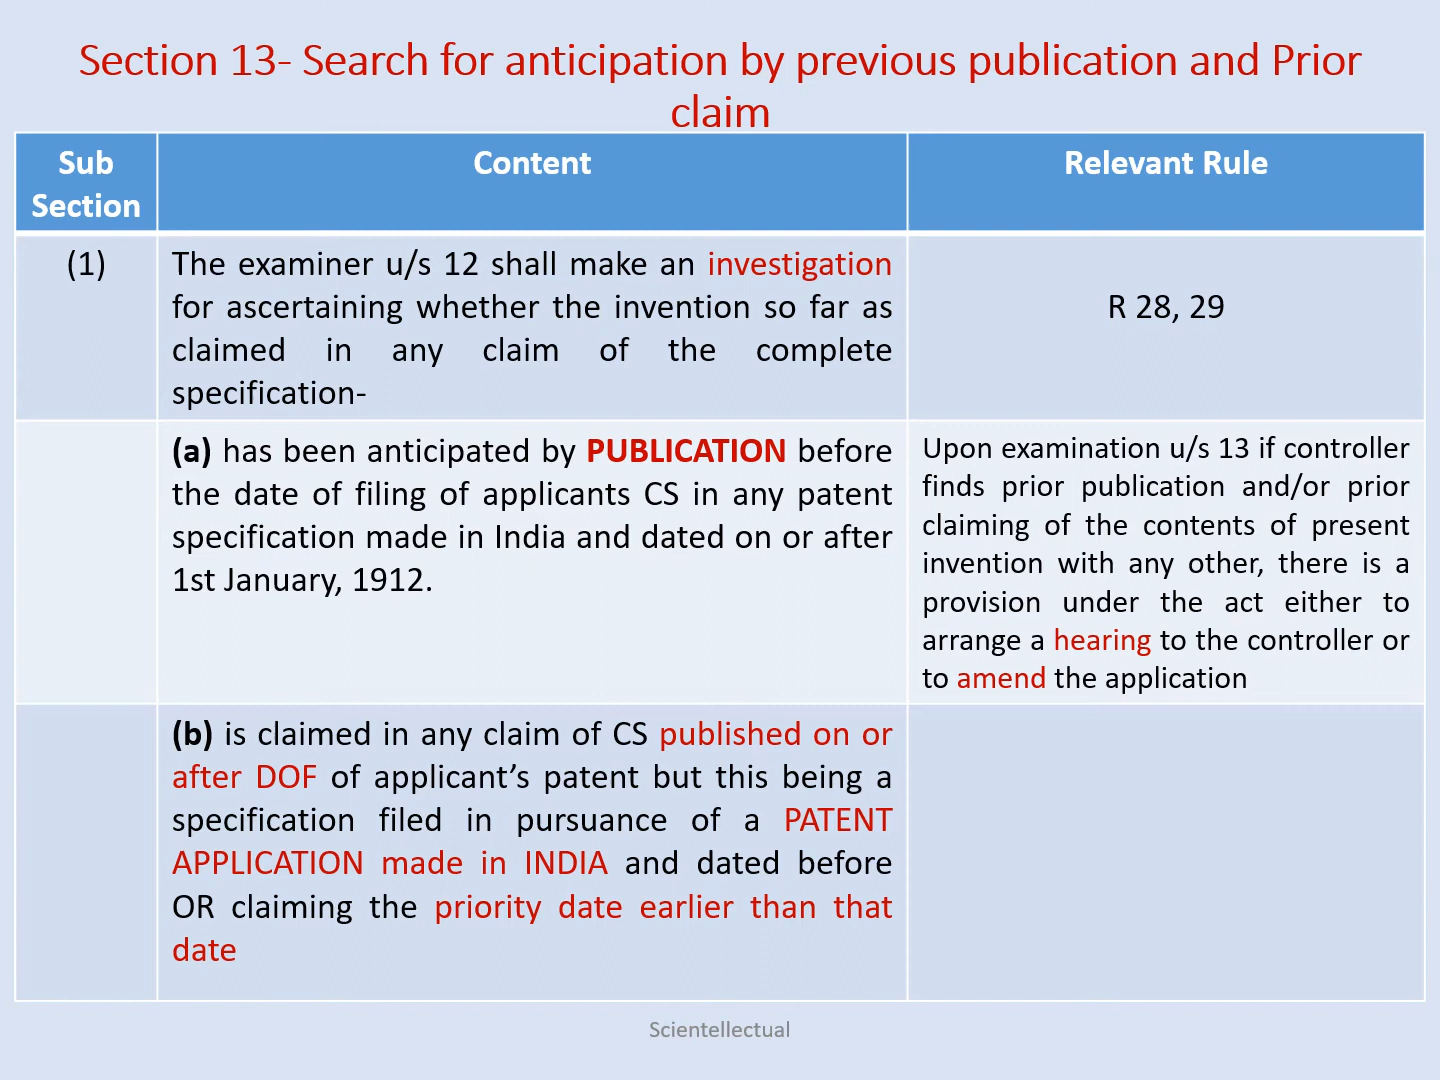 Section 13- Search for anticipation by previous publication and Prior
claim
Sub
Section
Content
Relevant Rule
(1)
The examiner u/s 12 shall make an investigation
for ascertaining whether the invention so far as
claimed in any claim of the complete
specification-
R 28, 29
(a) has been anticipated by PUBLICATION before
the date of filing of applicants CS in any patent
specification made in India and dated on or after
1st January, 1912.
Upon examination u/s 13 if controller
finds prior publication and/or prior
claiming of the contents of present
invention with any other, there is a
provision under the act either to
arrange a hearing to the controller or
to amend the application
(b) is claimed in any claim of CS published on or
after DOF of applicant’s patent but this being a
specification filed in pursuance of a PATENT
APPLICATION made in INDIA and dated before
OR claiming the priority date earlier than that
date
Scientellectual